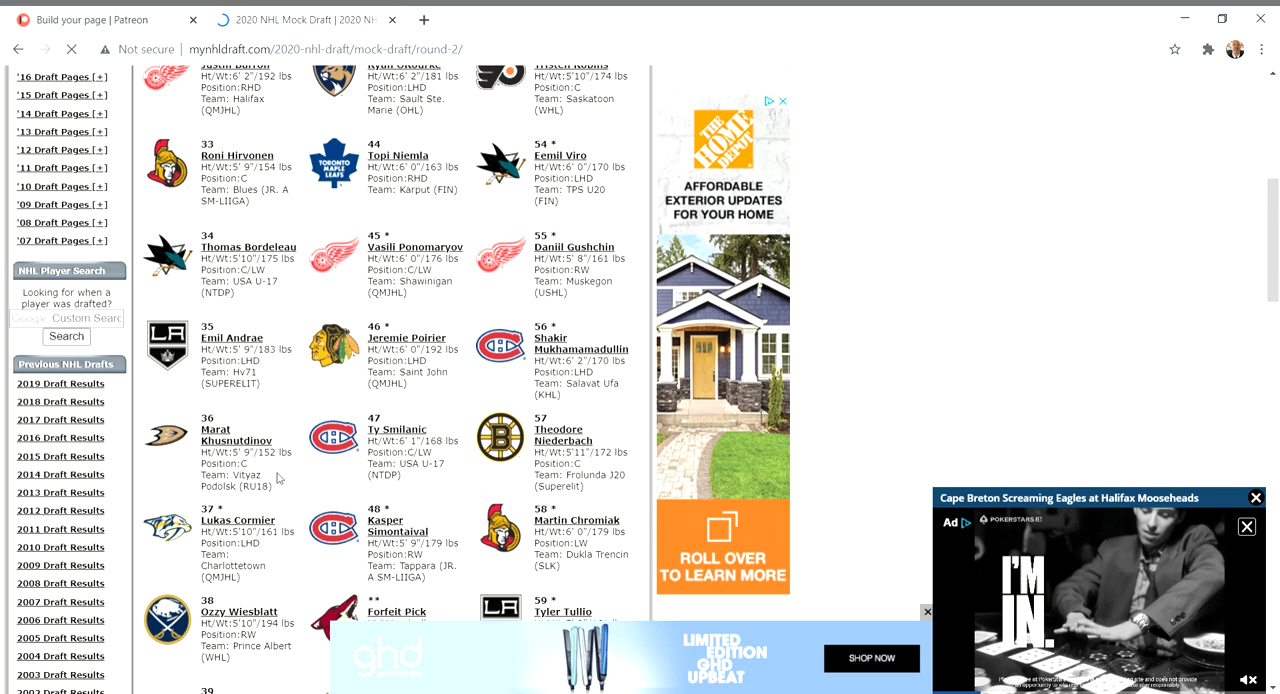 Build your page | Patreon
2020 NHL Mock Draft | 2020 NH
Not secure | mynhldraft.com/2020-nhl-draft/mock-draft/round-2/
'16 Draft Pages [+]
'15 Draft Pages [+]
'14 Draft Pages [+]
'13 Draft Pages [+]
'12 Draft Pages [+]
'11 Draft Pages [+]
'10 Draft Pages [+]
'09 Draft Pages [+]
'08 Draft Pages [+]
'07 Draft Pages [+]
NHL Player Search
Looking for when a
player was drafted?
Google Custom Searc
Search
Previous NHL Drafts
2019 Draft Results
2018 Draft Results
2017 Draft Results
2016 Draft Results
2015 Draft Results
2014 Draft Results
2013 Draft Results
2012 Draft Results
2011 Draft Results
2010 Draft Results
2009 Draft Results
2008 Draft Results
2007 Draft Results
2006 Draft Results
2005 Draft Results
2004 Draft Results
2003 Draft Results
Ht/Wt:6' 2"/192 lbs
Position:RHD
Team: Halifax
(QMJHL)
33
Roni Hirvonen
Ht/Wt:5' 9"/154 lbs
Position:C
Team: Blues (JR. A
SM-LIIGA)
34
Thomas Bordeleau
Ht/Wt:5'10"/175 lbs
Position:C/LW
Team: USA U-17
(NTDP)
35
LA
Emil Andrae
Ht/Wt:5' 9"/183 lbs
Position:LHD
Team: Hv71
(SUPERELIT)
36
Marat
Khusnutdinov
Ht/Wt:5' 9"/152 lbs
Position:C
Team: Vityaz
Podolsk (RU18)
37 *
Lukas Cormier
Ht/Wt:5'10"/161 lbs
Position:LHD
Team:
Charlottetown
(QMJHL)
38
Ozzy Wiesblatt
Ht/Wt:5'10"/194 lbs
Position:RW
Team: Prince Albert
(WHL)
39
Ht/Wt:6' 2"/181 lbs
Position:LHD
Team: Sault Ste.
Marie (OHL)
44
TORONTO
MAPLE
LEAFS
Topi Niemla
Ht/Wt:6' 0"/163 lbs
Position:RHD
Team: Karput (FIN)
45 *
Vasili Ponomaryov
Ht/Wt:6' 0"/176 lbs
Position:C/LW
Team: Shawinigan
(QMJHL)
46 *
Jeremie Poirier
Ht/Wt:6' 0"/192 lbs
Position:LHD
Team: Saint John
(QMJHL)
47
Ty Smilanic
Ht/Wt:6' 1"/168 lbs
Position:C/LW
Team: USA U-17
(NTDP)
48 *
Kasper
Simontaival
Ht/Wt:5' 9"/179 lbs
Position:RW
Team: Tappara (JR.
A SM-LIIGA)
**
Forfeit Pick
Ht/Wt:5'10"/174 lbs
Position:C
Team: Saskatoon
(WHL)
54 *
Eemil Viro
Ht/Wt:6' 0"/170 lbs
Position:LHD
Team: TPS U20
(FIN)
55 *
Daniil Gushchin
Ht/Wt:5' 8"/161 lbs
Position:RW
Team: Muskegon
(USHL)
56 *
Shakir
Mukhamamadullin
Ht/Wt:6' 2"/170 lbs
Position:LHD
Team: Salavat Ufa
(KHL)
57
Theodore
Niederbach
Ht/Wt:5'11"/172 lbs
Position:C
Team: Frolunda J20
(Superelit)
58 *
Martin Chromiak
Ht/Wt:6' 0"/179 lbs
Position:LW
Team: Dukla Trencin
(SLK)
59 *
LA
Tyler Tullio
THE
HOME
DEPOT
AFFORDABLE
EXTERIOR UPDATES
FOR YOUR HOME
ROLL OVER
TO LEARN MORE
Cape Breton Screaming Eagles at Halifax Mooseheads
Ad
POKERSTARS.BET
I'M
IN.
ghd
LIMITED
EDITION
GHD
UPBEAT
SHOP NOW